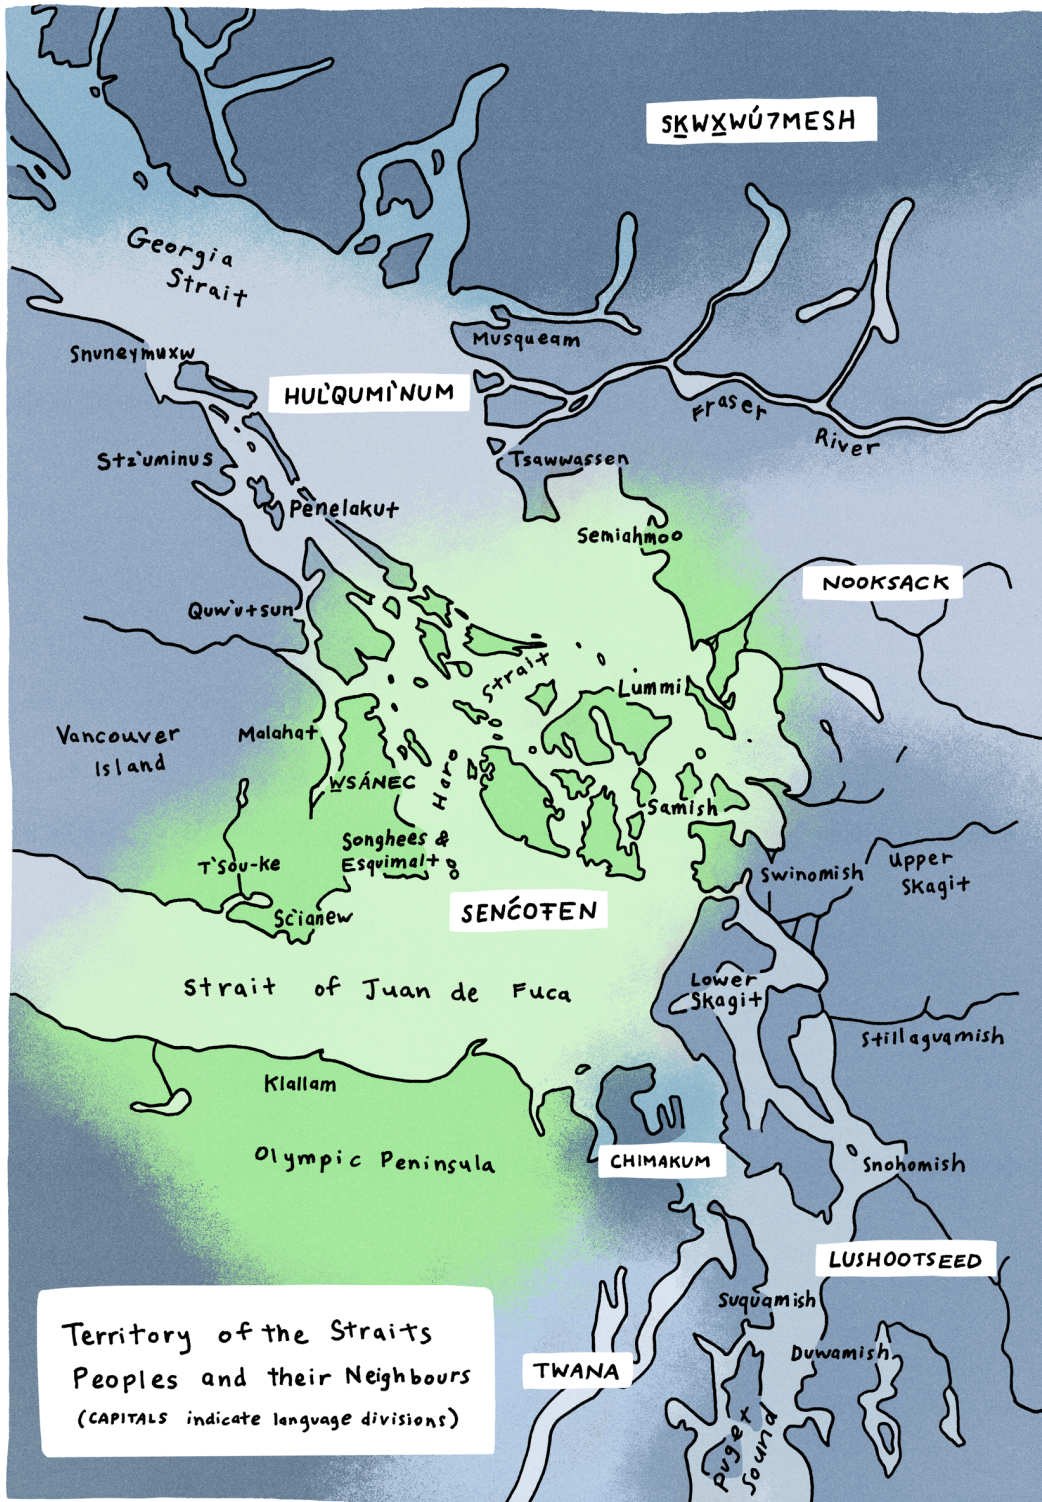 SḴWX̱WÚ7MESH
Georgia
Strait
Musqueam
Snuneymuxw
HUL̓QUMI̓NUM
Fraser
River
Stz'uminus
Tsawwassen
Penelakut
Semiahmoo
NOOKSACK
Quw'utsun
Strait
Haro
Lummi
Vancouver
Island
Malahat
W̱SÁNEC
Samish
Songhees &
Esquimalt
T'Sou-ke
Swinomish
Upper
Skagit
Sc'ianew
SENĆOŦEN
Strait of Juan de Fuca
Lower
Skagit
Stillaguamish
Klallam
Olympic Peninsula
CHIMAKUM
Snohomish
LUSHOOTSEED
Suquamish
Duwamish
TWANA
Puget
Sound
Territory of the Straits
Peoples and their Neighbours
(CAPITALS indicate language divisions)